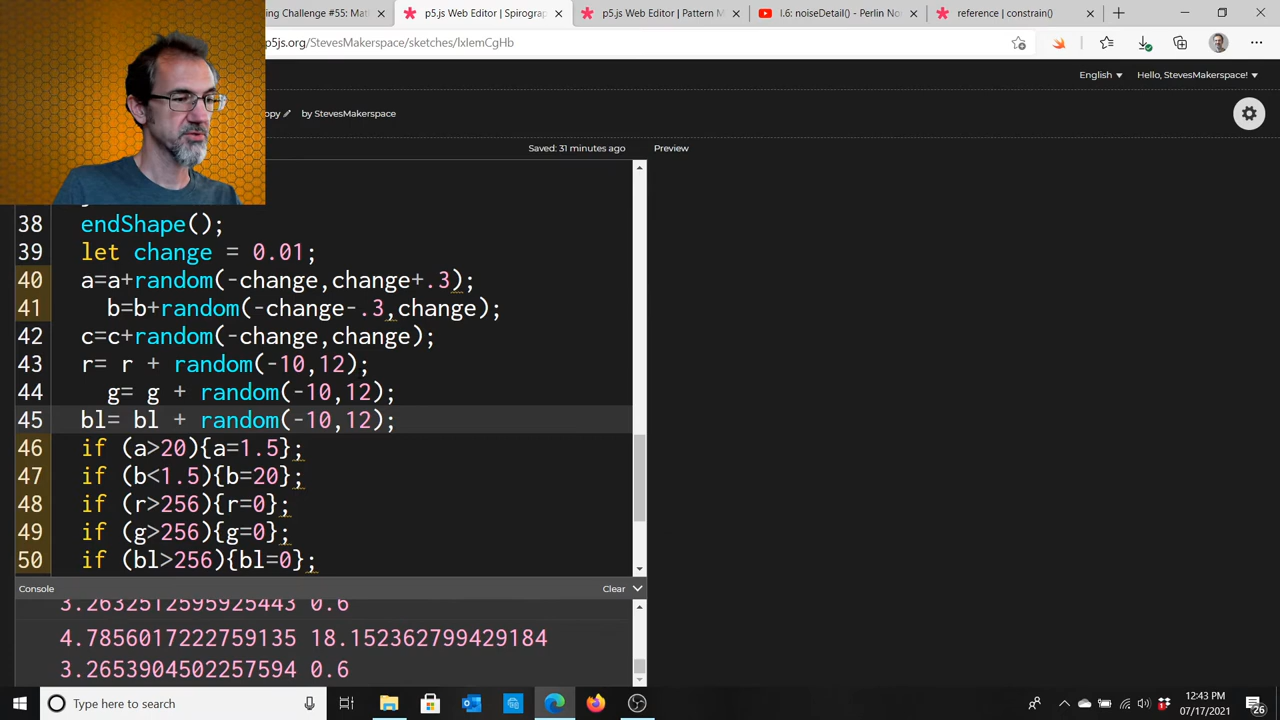 ing Challenge #55: Mat
p5.js Web Editor | Spirograp
p5.js Web Editor | Pattern M
I.6: noiseDetail() - Perlin No
reference | constrain()
p5js.org/StevesMakerspace/sketches/lxIemCgHb
English
Hello, StevesMakerspace!
opy
by StevesMakerspace
Saved: 31 minutes ago
Preview
38 endShape();
39 let change = 0.01;
40 a=a+random(-change,change+.3);
41 b=b+random(-change-.3,change);
42 c=c+random(-change,change);
43 r= r + random(-10,12);
44 g= g + random(-10,12);
45 bl= bl + random(-10,12);
46 if (a>20){a=1.5};
47 if (b<1.5){b=20};
48 if (r>256){r=0};
49 if (g>256){g=0};
50 if (bl>256){bl=0};
Console
Clear
3.2632512595925443 0.6
4.7856017222759135 18.152362799429184
3.2653904502257594 0.6
Type here to search
12:43 PM
07/17/2021
26